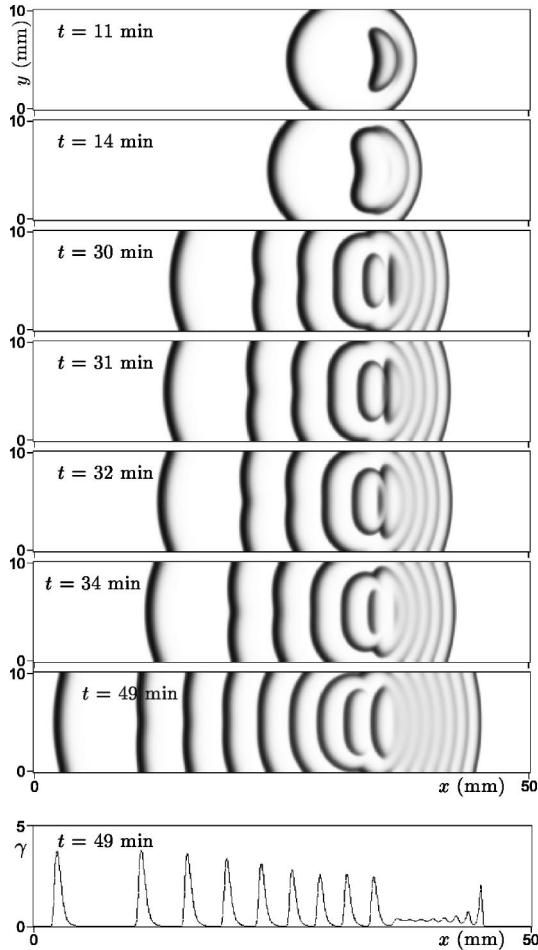 10
t = 11 min
y (mm)
0
10
t = 14 min
0
10
t = 30 min
0
10
t = 31 min
0
10
t = 32 min
0
10
t = 34 min
0
10
t = 49 min
0
0 x (mm) 50
5
t = 49 min
γ
0
0 x (mm) 50